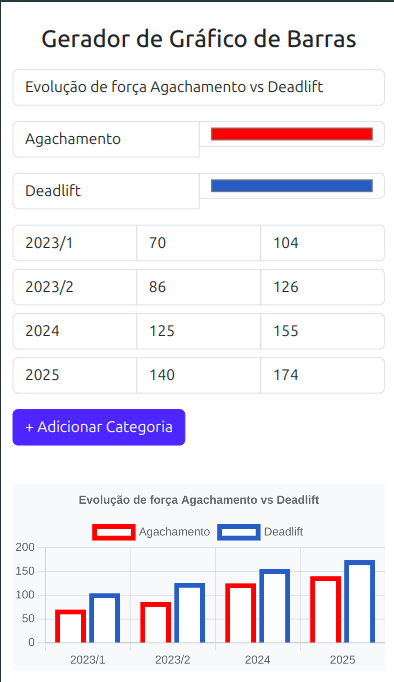 Gerador de Gráfico de Barras
Evolução de força Agachamento vs Deadlift
Agachamento
Deadlift
2023/1 70 104
2023/2 86 126
2024 125 155
2025 140 174
+ Adicionar Categoria
Evolução de força Agachamento vs Deadlift
Agachamento Deadlift
200
150
100
50
0
2023/1 2023/2 2024 2025